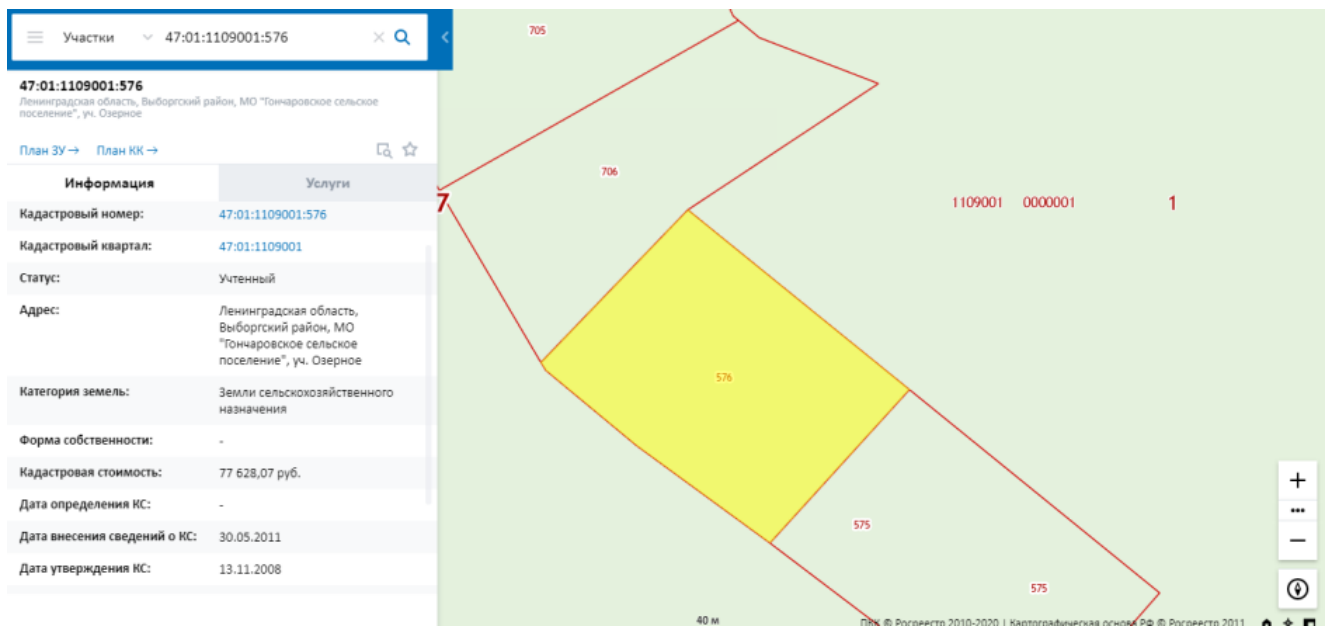 Участки 47:01:1109001:576
47:01:1109001:576
Ленинградская область, Выборгский район, МО "Гончаровское сельское
поселение", уч. Озерное
План ЗУ → План КК →
Информация Услуги
Кадастровый номер: 47:01:1109001:576
Кадастровый квартал: 47:01:1109001
Статус: Учтенный
Адрес: Ленинградская область,
Выборгский район, МО
"Гончаровское сельское
поселение", уч. Озерное
Категория земель: Земли сельскохозяйственного
назначения
Форма собственности: -
Кадастровая стоимость: 77 628,07 руб.
Дата определения КС: -
Дата внесения сведений о КС: 30.05.2011
Дата утверждения КС: 13.11.2008
705
706
7
1109001 0000001 1
576
575
575
40 м
ПКК © Росреестр 2010-2020 | Картографическая основа РФ © Росреестр 2011